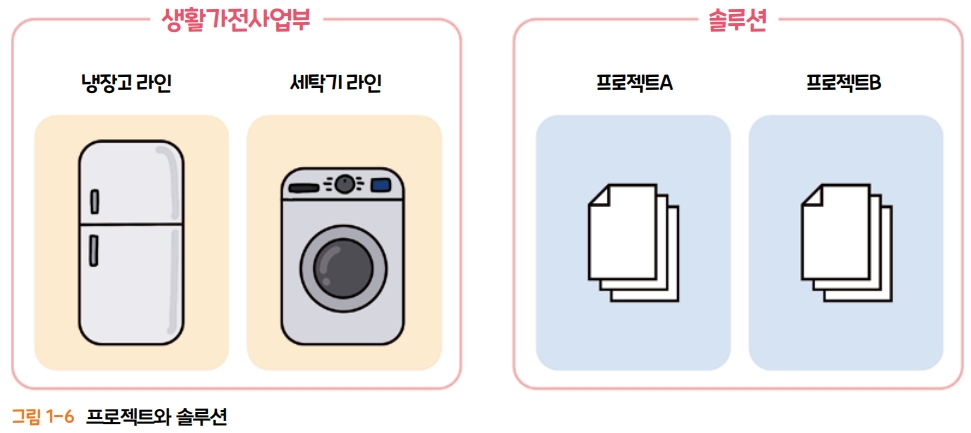 생활가전사업부
솔루션
냉장고 라인
세탁기 라인
프로젝트A
프로젝트B
그림 1-6 프로젝트와 솔루션